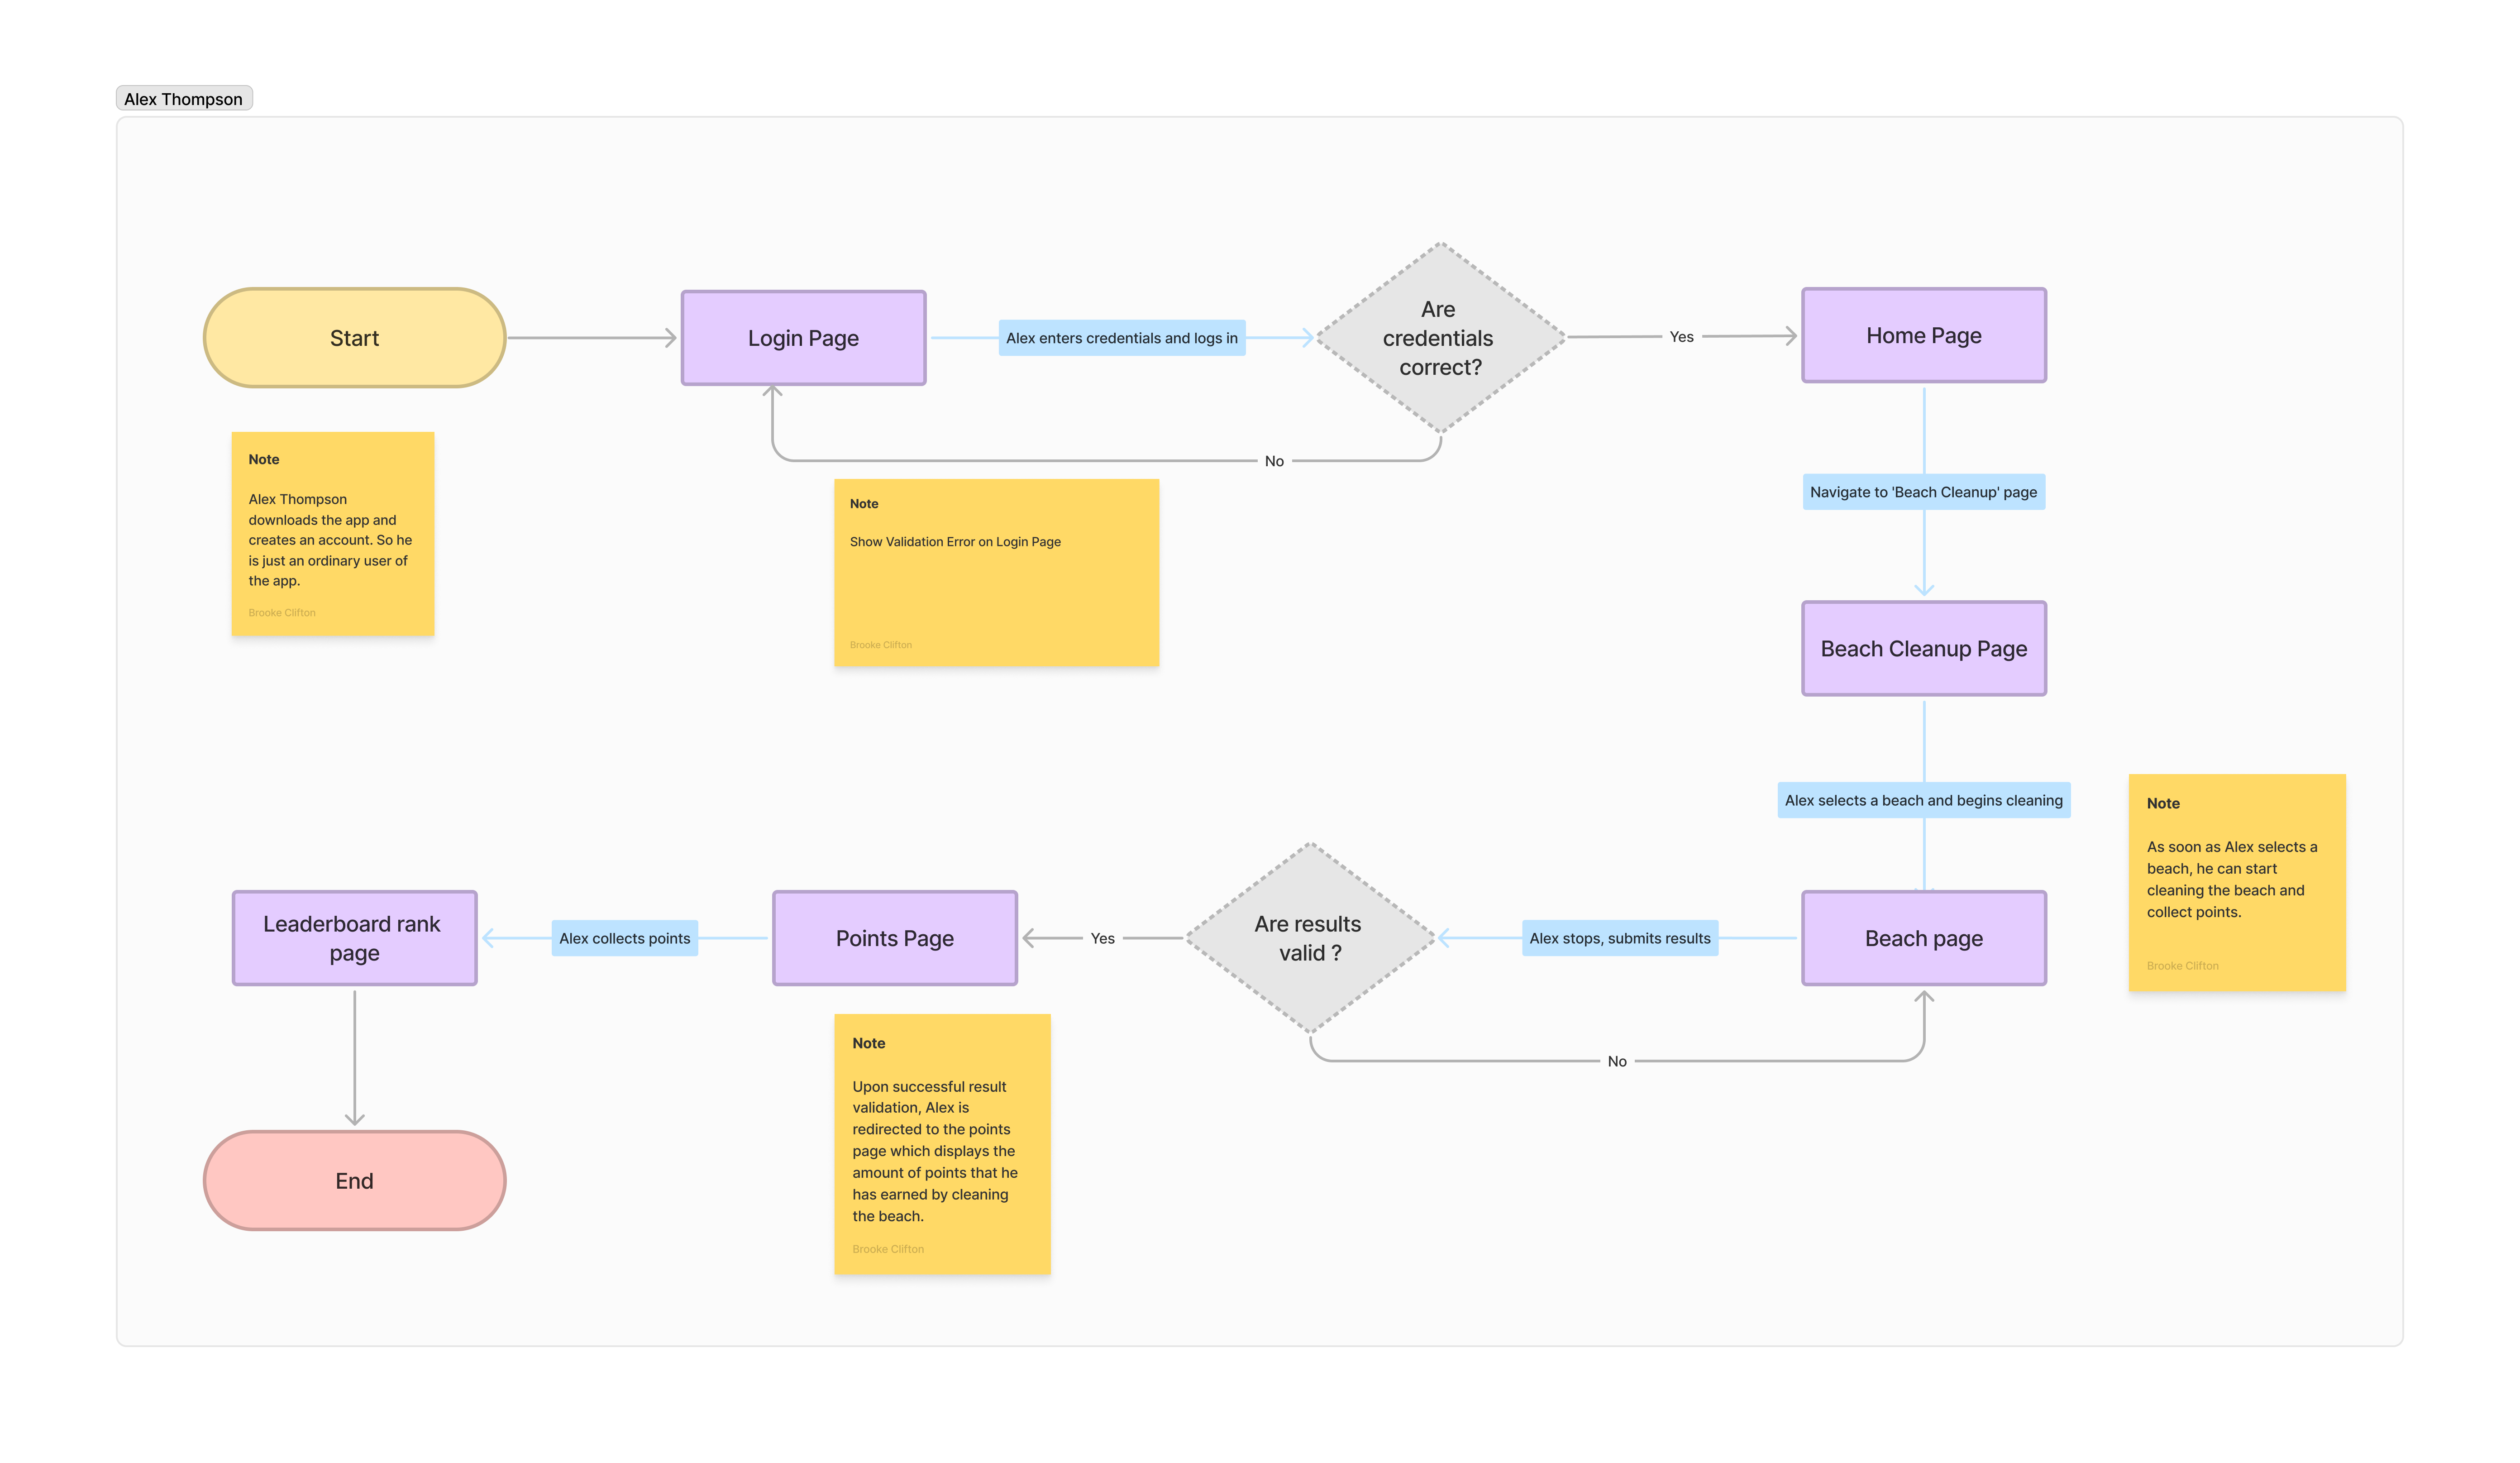 Alex Thompson
Start
Login Page
Alex enters credentials and logs in
Are
credentials
correct?
Yes
Home Page
No
Note
Alex Thompson
downloads the app and
creates an account. So he
is just an ordinary user of
the app.
Brooke Clifton
Note
Show Validation Error on Login Page
Brooke Clifton
Navigate to 'Beach Cleanup' page
Beach Cleanup Page
Alex selects a beach and begins cleaning
Note
As soon as Alex selects a
beach, he can start
cleaning the beach and
collect points.
Brooke Clifton
Beach page
Alex stops, submits results
Are results
valid ?
No
Yes
Points Page
Alex collects points
Leaderboard rank
page
Note
Upon successful result
validation, Alex is
redirected to the points
page which displays the
amount of points that he
has earned by cleaning
the beach.
Brooke Clifton
End